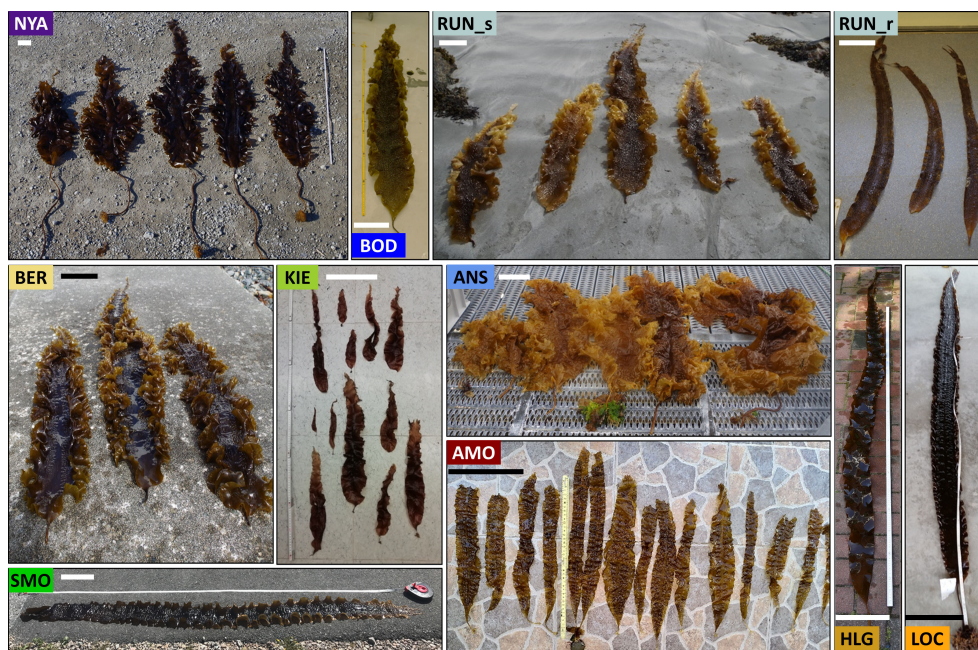 NYA
BOD
RUN_s
RUN_r
BER
KIE
ANS
AMO
SMO
HLG
LOC